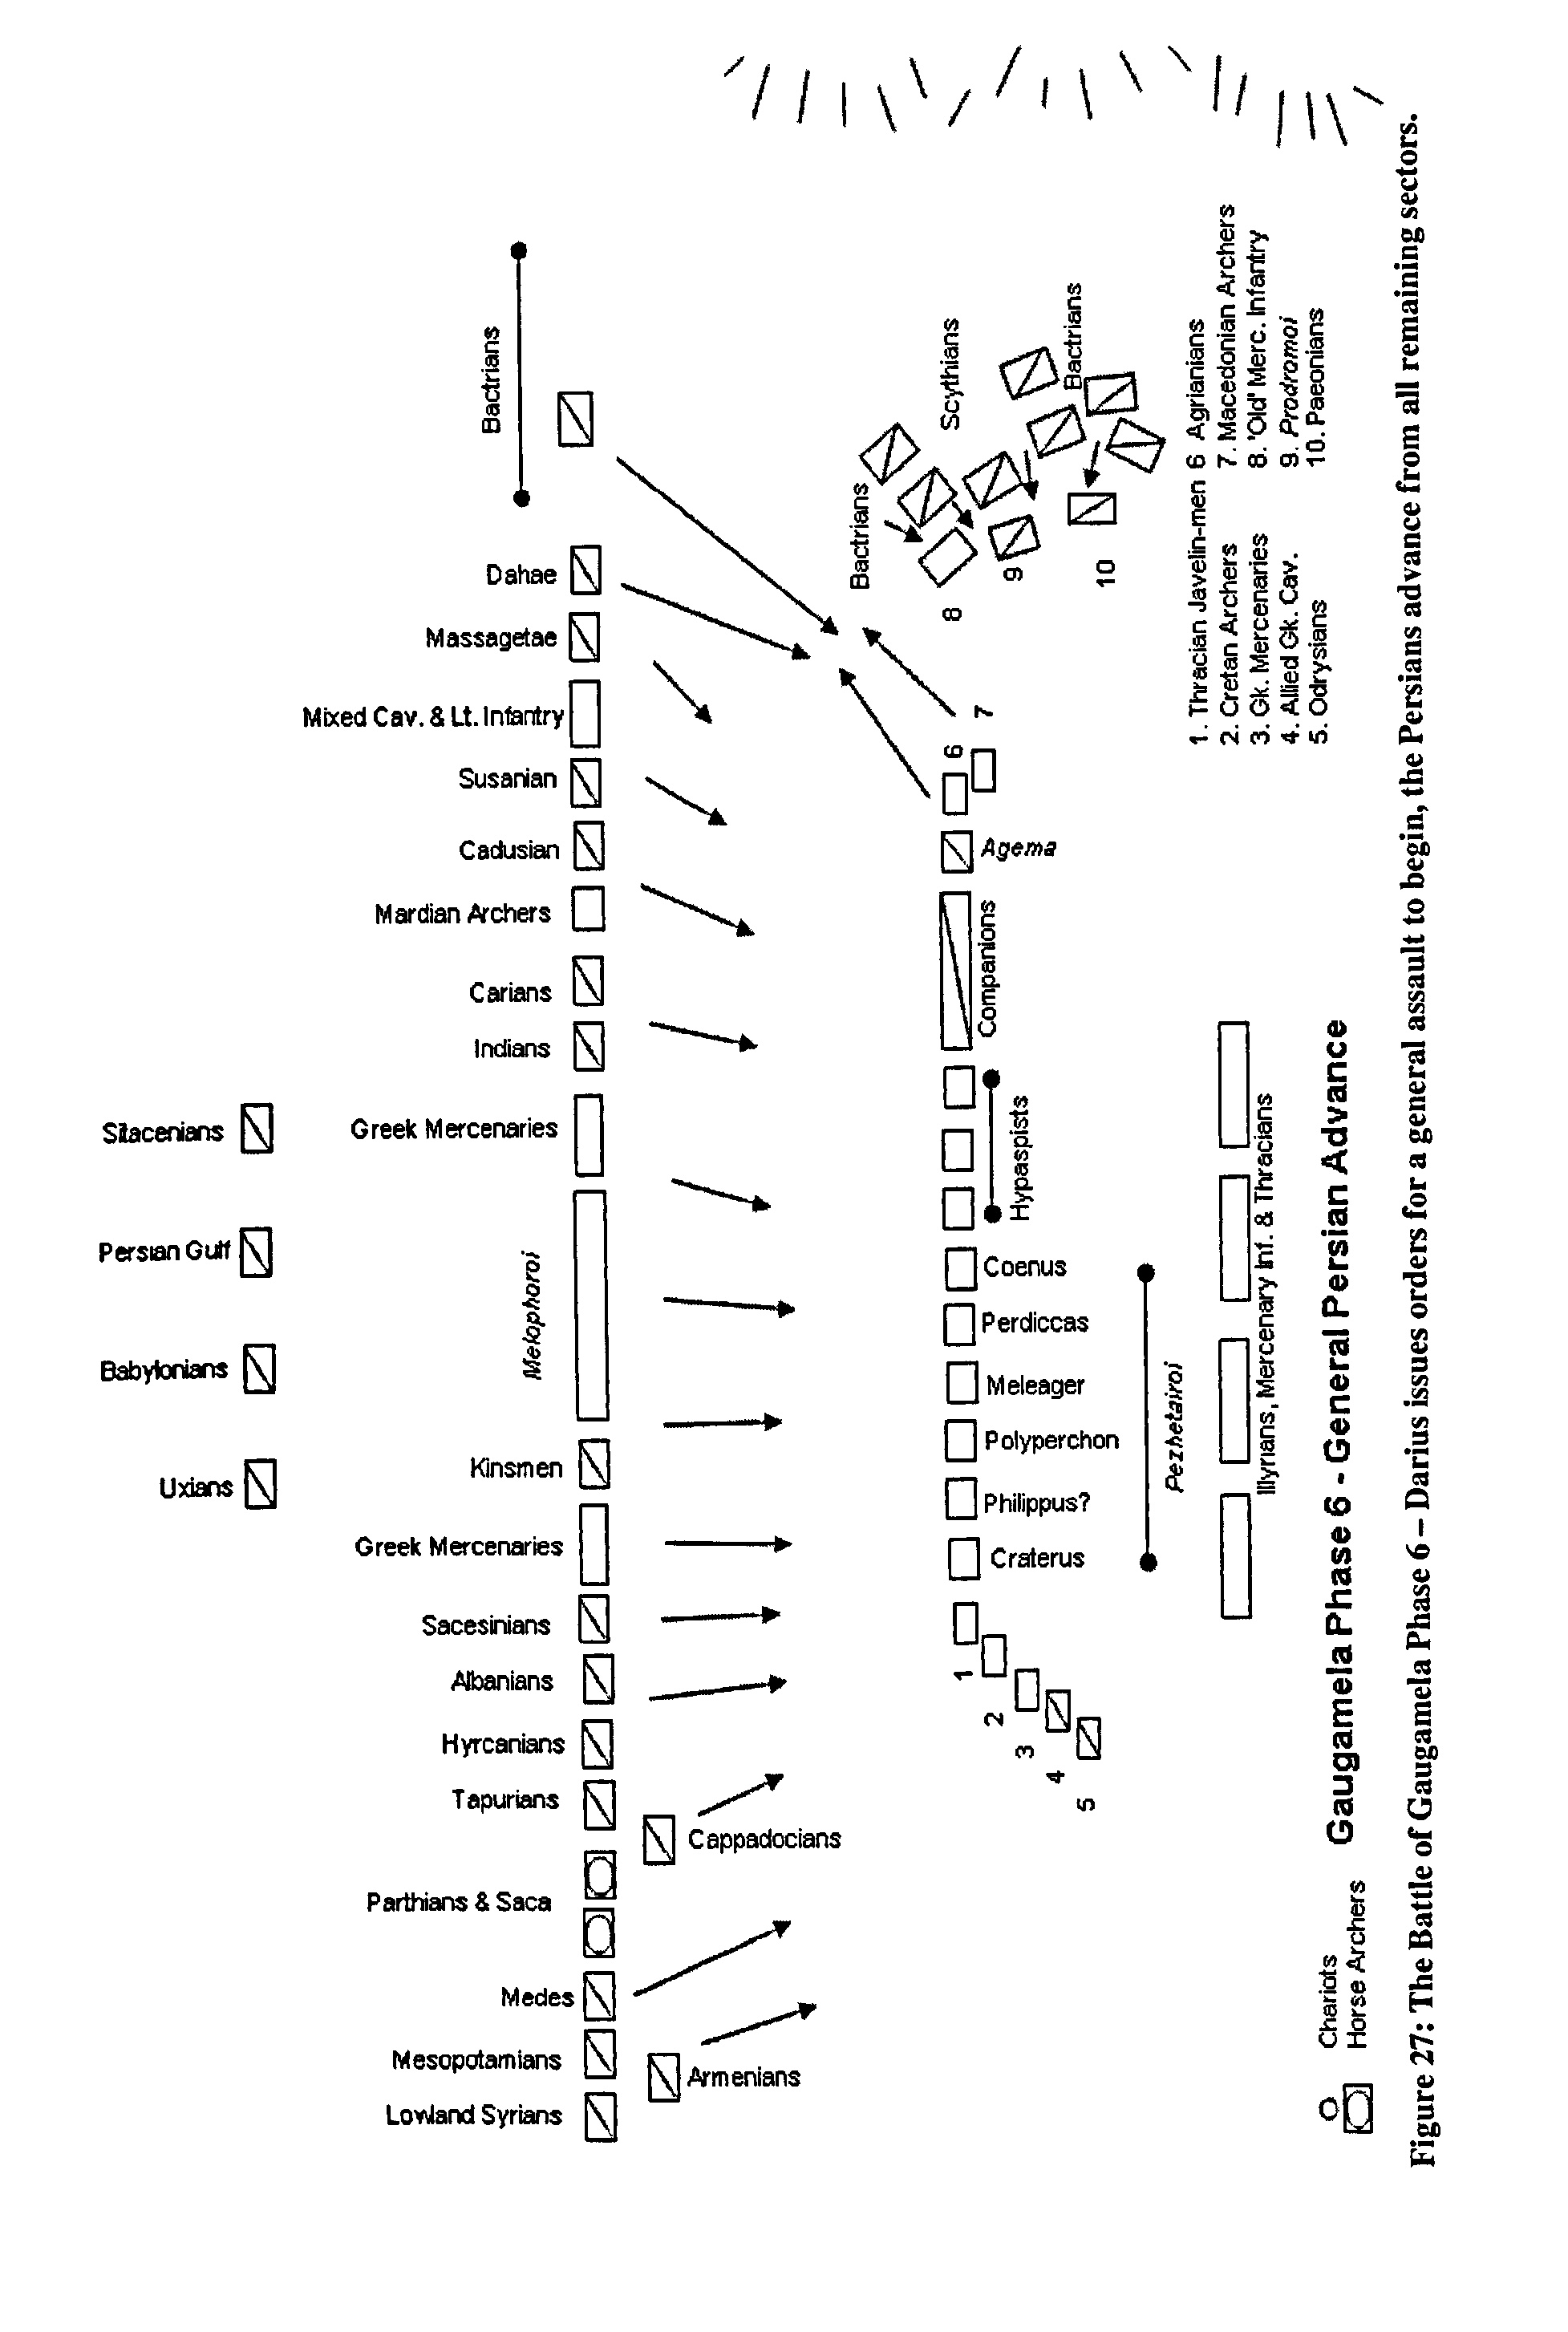 Bactrians
Dahae
Massagetae
Mixed Cav. & Lt. Infantry
Susanian
Cadusian
Mardian Archers
Carians
Indians
Sitacenians
Greek Mercenaries
Persian Gulf
Melophoroi
Babylonians
Kinsmen
Uxians
Greek Mercenaries
Sacesinians
Albanians
Hyrcanians
Tapurians
Cappadocians
Parthians & Saca
Medes
Mesopotamians
Armenians
Lowland Syrians
Bactrians
Scythians
Bactrians
8
9
10
7
6
Agema
Companions
Hypaspists
Coenus
Perdiccas
Meleager
Polyperchon
Philippus?
Craterus
Pezhetairoi
1
2
3
4
5
Illyrians, Mercenary Inf. & Thracians
1. Thracian Javelin-men 6 Agrianians
2. Cretan Archers 7. Macedonian Archers
3. Gk. Mercenaries 8. 'Old' Merc. Infantry
4. Allied Gk. Cav. 9. Prodromoi
5. Odrysians 10. Paeonians
Chariots
Horse Archers
Gaugamela Phase 6 - General Persian Advance
Figure 27: The Battle of Gaugamela Phase 6 – Darius issues orders for a general assault to begin, the Persians advance from all remaining sectors.